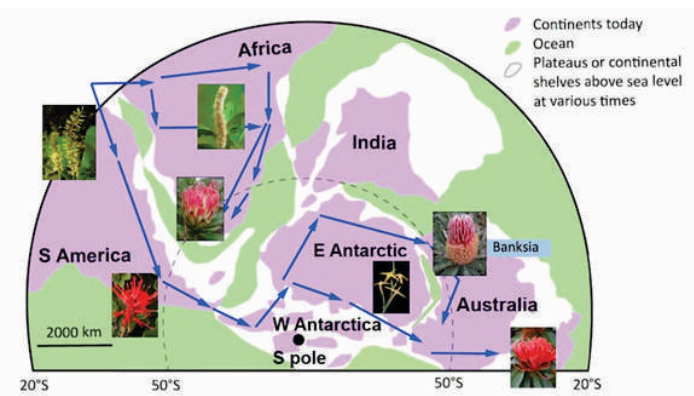 Continents today
Ocean
Plateaus or continental
shelves above sea level
at various times
Africa
India
S America
E Antarctic
Banksia
Australia
W Antarctica
S pole
2000 km
20°S
50°S
50°S
20°S